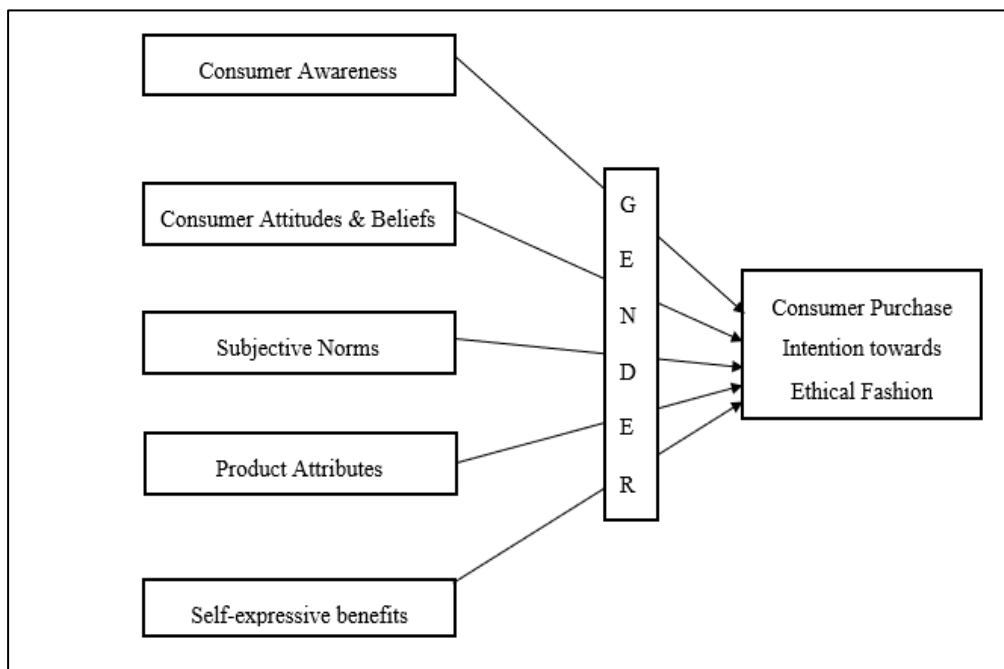 Consumer Awareness
Consumer Attitudes & Beliefs
Subjective Norms
Product Attributes
Self-expressive benefits
G
E
N
D
E
R
Consumer Purchase
Intention towards
Ethical Fashion